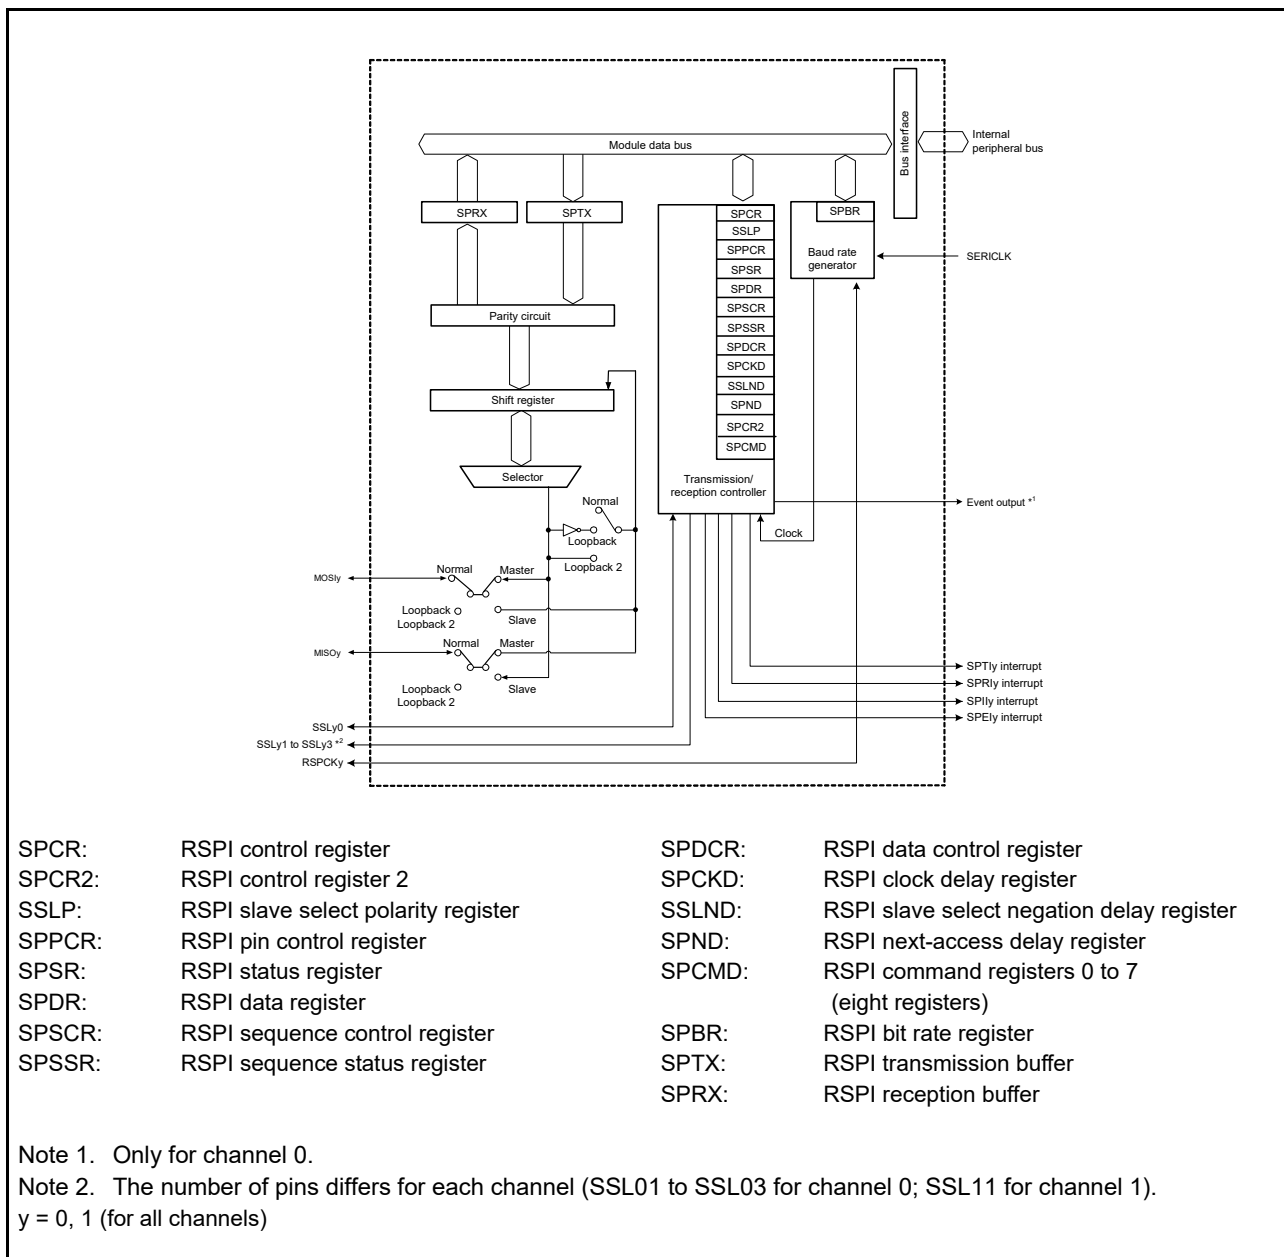 Bus interface
Internal
peripheral bus
Module data bus
SPRX
SPTX
SPCR
SSLP
SPPCR
SPSR
SPDR
SPSCR
SPSSR
SPDCR
SPCKD
SSLND
SPND
SPCR2
SPCMD
Transmission/
reception controller
SPBR
Baud rate
generator
SERICLK
Parity circuit
Shift register
Selector
Normal
Loopback
Loopback 2
Clock
Event output *1
MOSIy
Normal
Master
Loopback
Loopback 2
Slave
MISOy
Normal
Master
Loopback
Loopback 2
Slave
SPTIy interrupt
SPRIy interrupt
SPIIy interrupt
SPEIy interrupt
SSLy0
SSLy1 to SSLy3 *2
RSPCKy
SPCR: RSPI control register
SPCR2: RSPI control register 2
SSLP: RSPI slave select polarity register
SPPCR: RSPI pin control register
SPSR: RSPI status register
SPDR: RSPI data register
SPSCR: RSPI sequence control register
SPSSR: RSPI sequence status register
SPDCR: RSPI data control register
SPCKD: RSPI clock delay register
SSLND: RSPI slave select negation delay register
SPND: RSPI next-access delay register
SPCMD: RSPI command registers 0 to 7
(eight registers)
SPBR: RSPI bit rate register
SPTX: RSPI transmission buffer
SPRX: RSPI reception buffer
Note 1. Only for channel 0.
Note 2. The number of pins differs for each channel (SSL01 to SSL03 for channel 0; SSL11 for channel 1).
y = 0, 1 (for all channels)